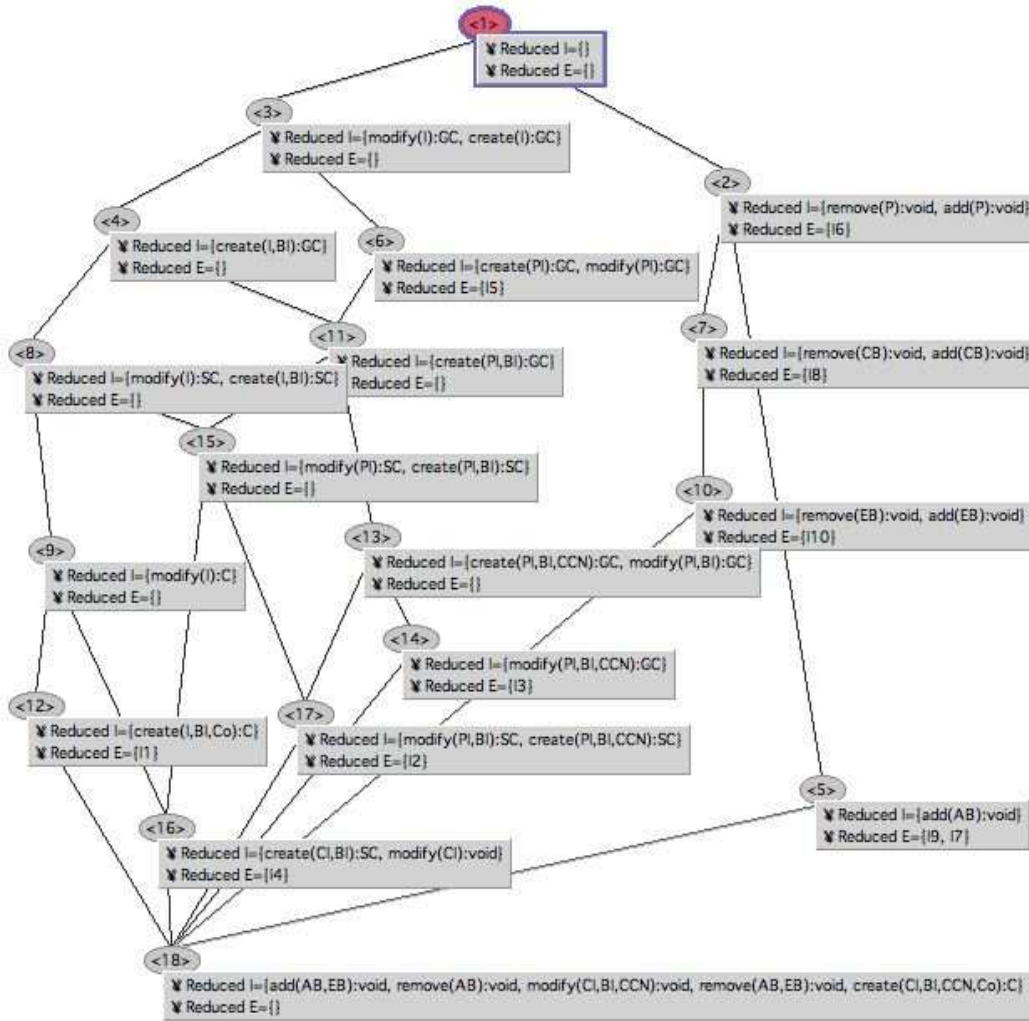 <1>
¥ Reduced I={}
¥ Reduced E={}
<3>
¥ Reduced I={modify(I):GC, create(I):GC}
¥ Reduced E={}
<2>
¥ Reduced I={remove(P):void, add(P):void}
¥ Reduced E={I6}
<4>
¥ Reduced I={create(I,BI):GC}
¥ Reduced E={}
<6>
¥ Reduced I={create(PI):GC, modify(PI):GC}
¥ Reduced E={I5}
<7>
¥ Reduced I={remove(CB):void, add(CB):void}
¥ Reduced E={I8}
<11>
¥ Reduced I={create(PI,BI):GC}
Reduced E={}
<8>
¥ Reduced I={modify(I):SC, create(I,BI):SC}
¥ Reduced E={}
<15>
¥ Reduced I={modify(PI):SC, create(PI,BI):SC}
¥ Reduced E={}
<10>
¥ Reduced I={remove(EB):void, add(EB):void}
¥ Reduced E={I10}
<13>
¥ Reduced I={create(PI,BI,CCN):GC, modify(PI,BI):GC}
¥ Reduced E={}
<9>
¥ Reduced I={modify(I):C}
¥ Reduced E={}
<14>
¥ Reduced I={modify(PI,BI,CCN):GC}
¥ Reduced E={I3}
<12>
¥ Reduced I={create(I,BI,Co):C}
¥ Reduced E={I1}
<17>
¥ Reduced I={modify(PI,BI):SC, create(PI,BI,CCN):SC}
¥ Reduced E={I2}
<5>
¥ Reduced I={add(AB):void}
¥ Reduced E={I9, I7}
<16>
¥ Reduced I={create(CI,BI):SC, modify(CI):void}
¥ Reduced E={I4}
<18>
¥ Reduced I={add(AB,EB):void, remove(AB):void, modify(CI,BI,CCN):void, remove(AB,EB):void, create(CI,BI,CCN,Co):C}
¥ Reduced E={}